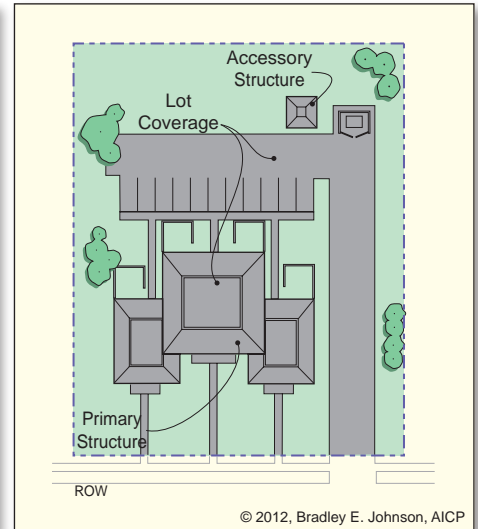 Accessory
Structure
Lot
Coverage
Primary
Structure
ROW
© 2012, Bradley E. Johnson, AICP